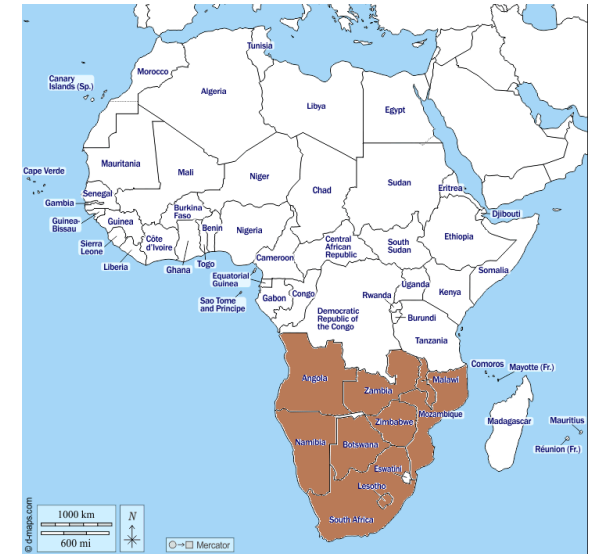 Tunisia
Morocco
Canary
Islands (Sp.)
Algeria
Libya
Egypt
Mauritania
Mali
Niger
Chad
Sudan
Eritrea
Cape Verde
Senegal
Gambia
Guinea-
Bissau
Guinea
Burkina
Faso
Benin
Nigeria
Djibouti
Ethiopia
Sierra
Leone
Côte
d'Ivoire
Liberia
Ghana
Togo
Cameroon
Central
African
Republic
South
Sudan
Somalia
Equatorial
Guinea
Sao Tome
and Principe
Gabon
Congo
Democratic
Republic of
the Congo
Rwanda
Uganda
Kenya
Burundi
Tanzania
Comoros
Mayotte (Fr.)
Angola
Zambia
Malawi
Mozambique
Zimbabwe
Madagascar
Mauritius
Réunion (Fr.)
Namibia
Botswana
Eswatini
Lesotho
South Africa
© d-maps.com
1000 km
600 mi
N
Mercator